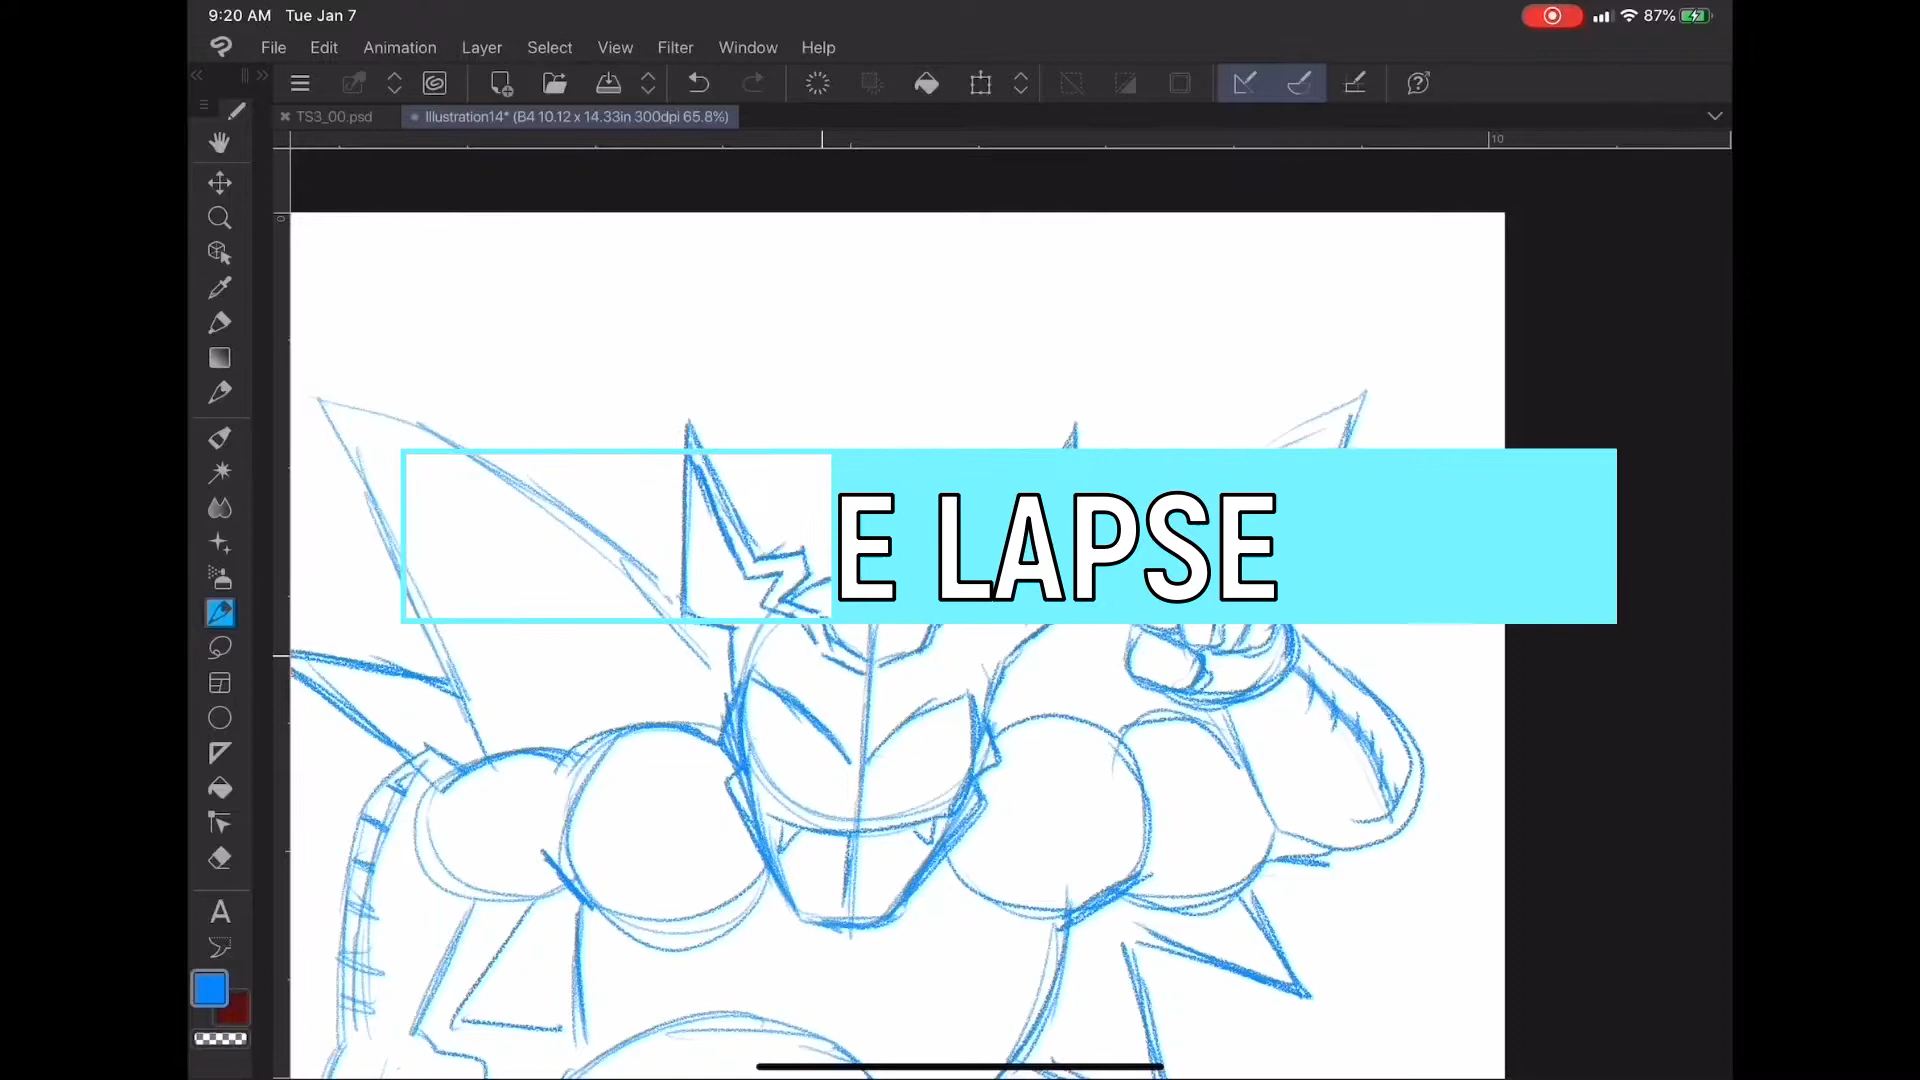 9:20 AM Tue Jan 7
87%
File Edit Animation Layer Select View Filter Window Help
TS3_00.psd
Illustration14* (B4 10.12 x 14.33in 300dpi 65.8%)
10
0
E LAPSE
A